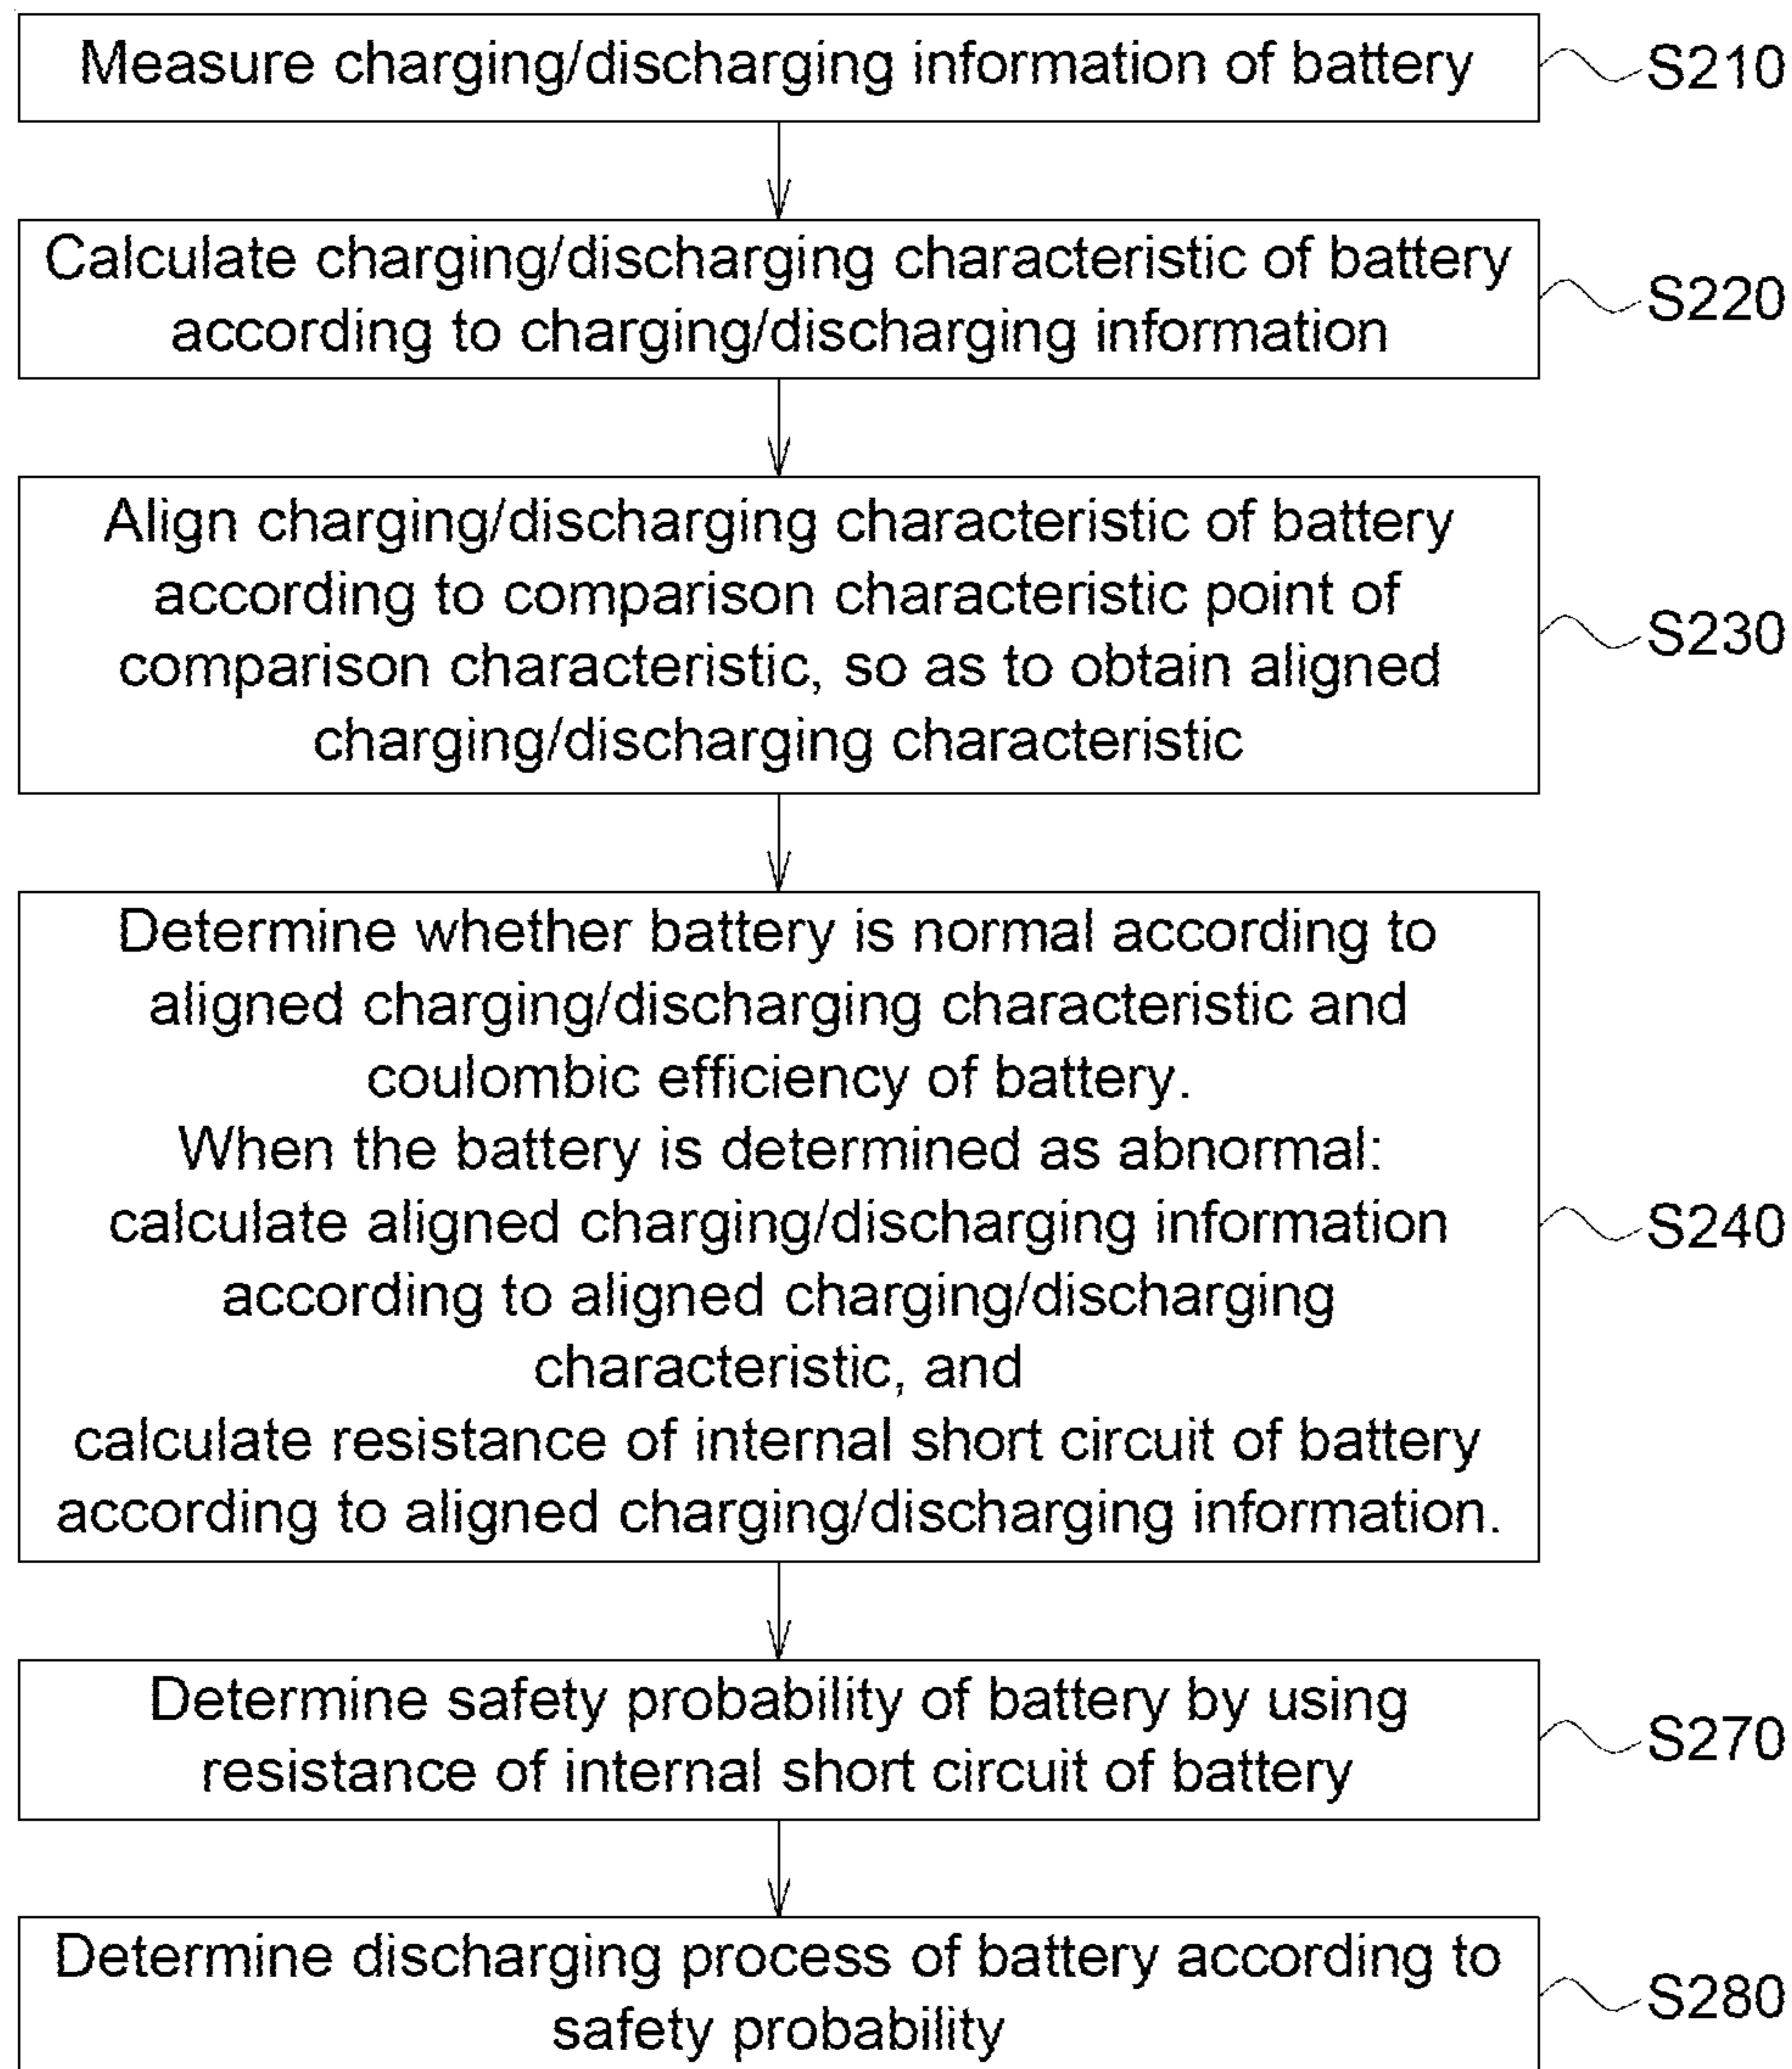 Measure charging/discharging information of battery
S210
Calculate charging/discharging characteristic of battery
according to charging/discharging information
S220
Align charging/discharging characteristic of battery
according to comparison characteristic point of
comparison characteristic, so as to obtain aligned
charging/discharging characteristic
S230
Determine whether battery is normal according to
aligned charging/discharging characteristic and
coulombic efficiency of battery.
When the battery is determined as abnormal:
calculate aligned charging/discharging information
according to aligned charging/discharging
characteristic, and
calculate resistance of internal short circuit of battery
according to aligned charging/discharging information.
S240
Determine safety probability of battery by using
resistance of internal short circuit of battery
S270
Determine discharging process of battery according to
safety probability
S280